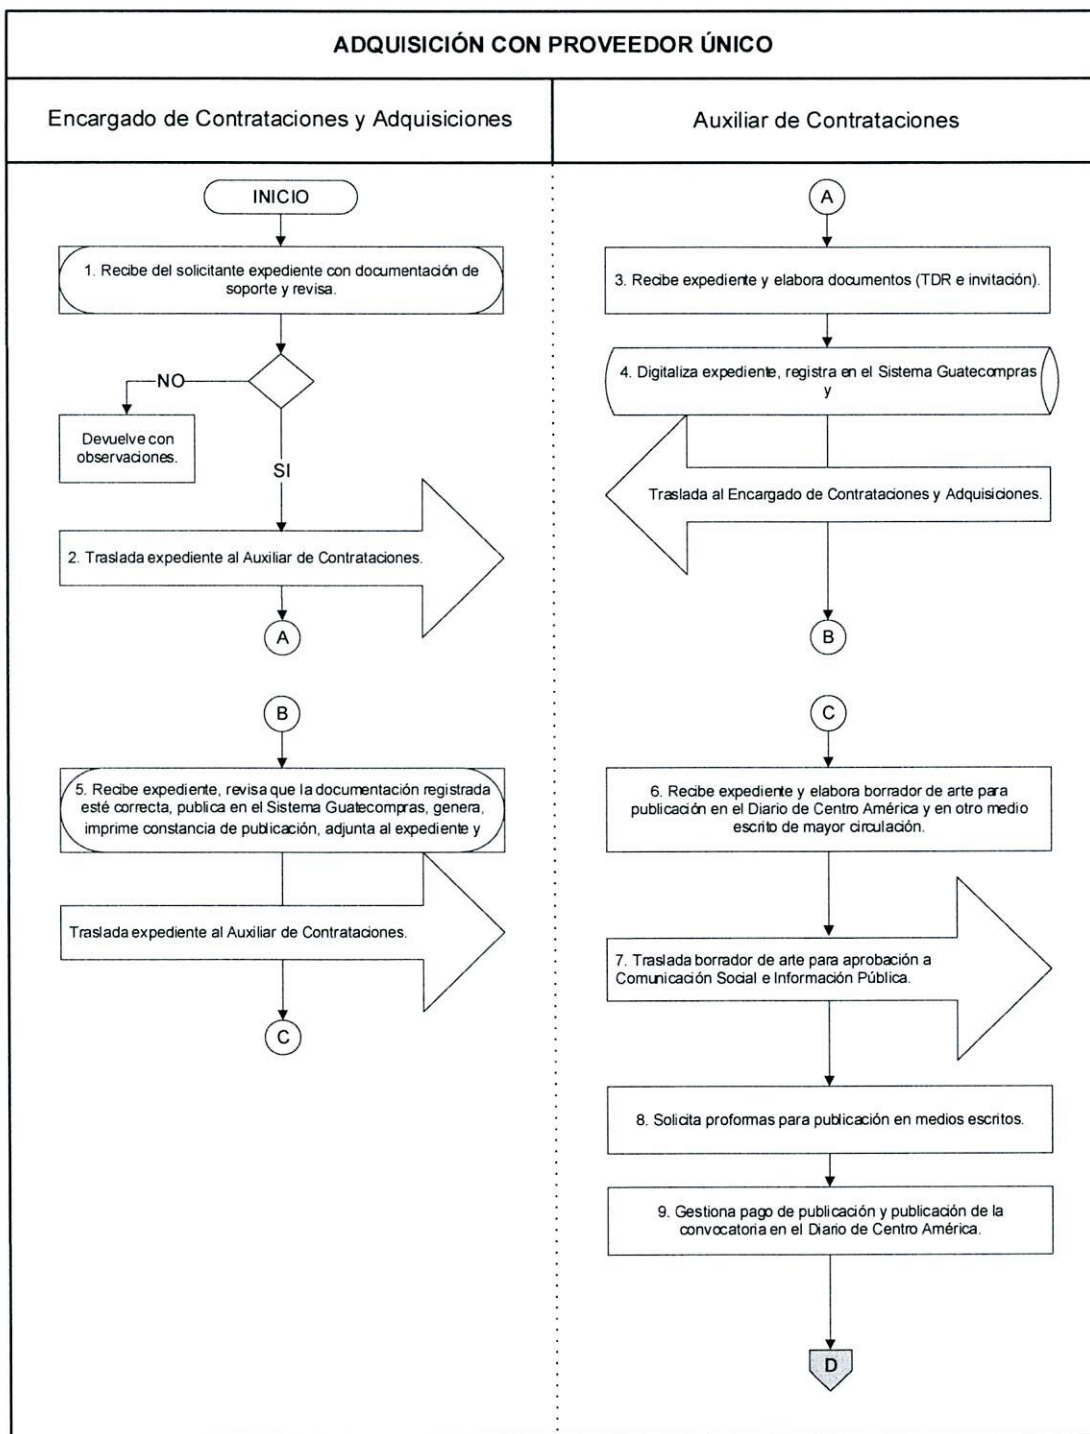 ADQUISICIÓN CON PROVEEDOR ÚNICO
Encargado de Contrataciones y Adquisiciones
Auxiliar de Contrataciones
INICIO
1. Recibe del solicitante expediente con documentación de
soporte y revisa.
NO
Devuelve con
observaciones.
SI
2. Traslada expediente al Auxiliar de Contrataciones.
A
B
5. Recibe expediente, revisa que la documentación registrada
esté correcta, publica en el Sistema Guatecompras, genera,
imprime constancia de publicación, adjunta al expediente y
Traslada expediente al Auxiliar de Contrataciones.
C
A
3. Recibe expediente y elabora documentos (TDR e invitación).
4. Digitaliza expediente, registra en el Sistema Guatecompras
y
Traslada al Encargado de Contrataciones y Adquisiciones.
B
C
6. Recibe expediente y elabora borrador de arte para
publicación en el Diario de Centro América y en otro medio
escrito de mayor circulación.
7. Traslada borrador de arte para aprobación a
Comunicación Social e Información Pública.
8. Solicita proformas para publicación en medios escritos.
9. Gestiona pago de publicación y publicación de la
convocatoria en el Diario de Centro América.
D